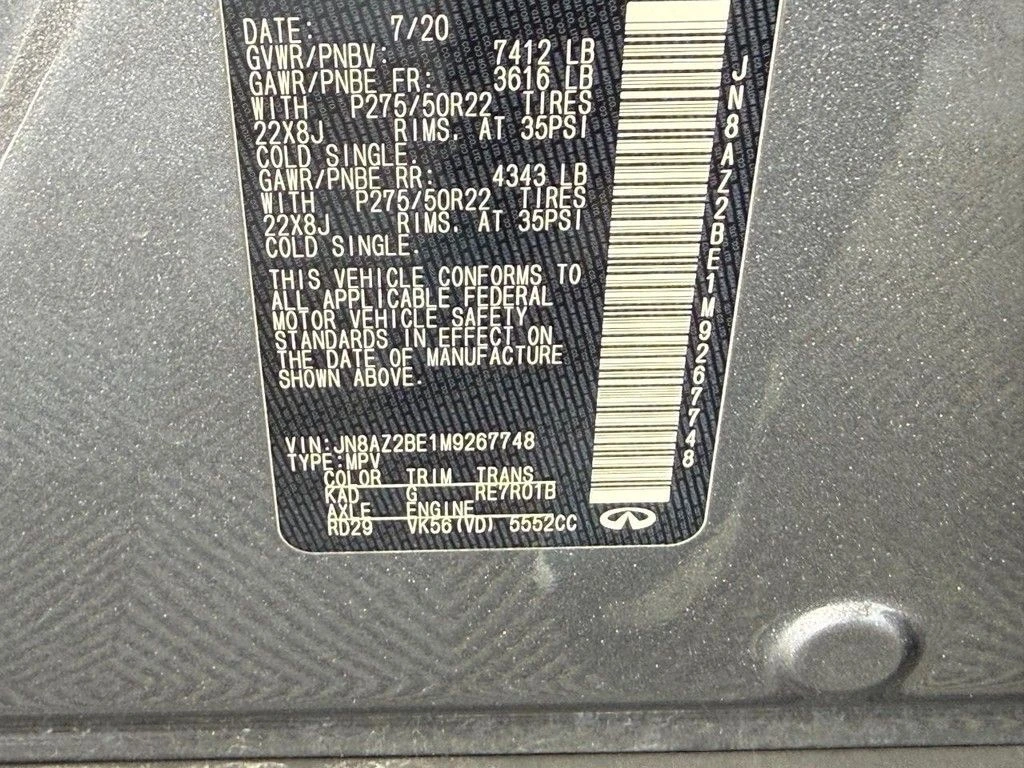 DATE: 7/20
GVWR/PNBV: 7412 LB
GAWR/PNBE FR: 3616 LB
WITH P275/50R22 TIRES
22X8J RIMS. AT 35PSI
COLD SINGLE.
GAWR/PNBE RR: 4343 LB
WITH P275/50R22 TIRES
22X8J RIMS. AT 35PSI
COLD SINGLE.
THIS VEHICLE CONFORMS TO
ALL APPLICABLE FEDERAL
MOTOR VEHICLE SAFETY
STANDARDS IN EFFECT ON
THE DATE OF MANUFACTURE
SHOWN ABOVE.
VIN:JN8AZ2BE1M9267748
TYPE:MPV
COLOR TRIM TRANS
KAD G RE7R01B
AXLE ENGINE
RD29 VK56(VD) 5552CC
JN8AZ2BE1M9267748